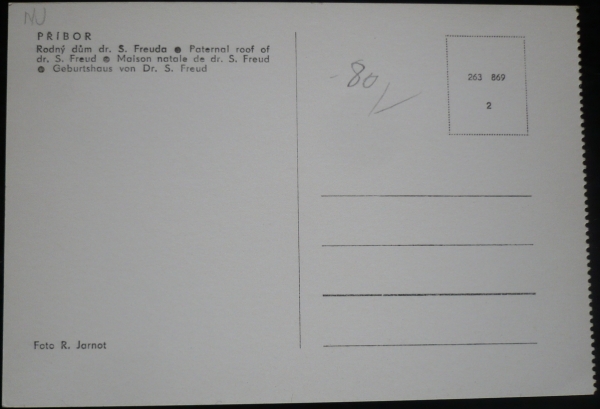 NU
PŘÍBOR
Rodný dům dr. S. Freuda ● Paternal roof of
dr. S. Freud ● Maison natale de dr. S. Freud
● Geburtshaus von Dr. S. Freud
-80/
263 869
2
Foto R. Jarnot